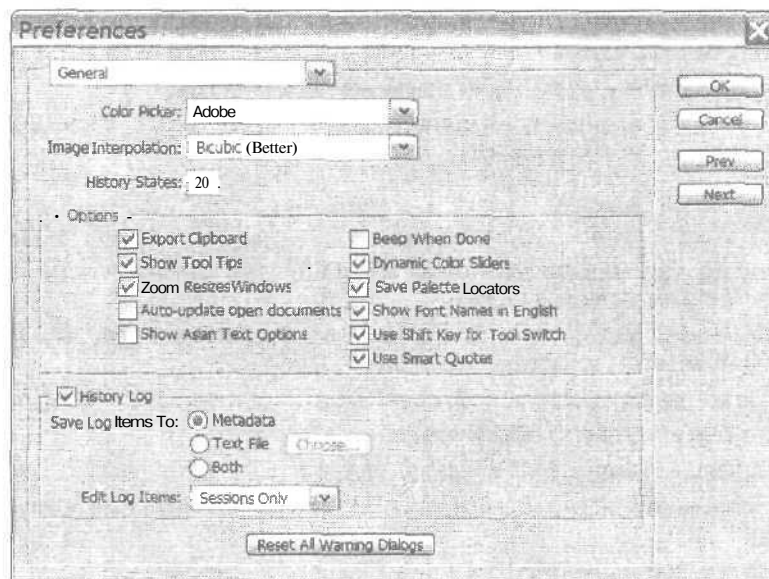 Preferences
General
Color Picker: Adobe
Image Interpolation: Bicubic (Better)
History States: 20
Options
Export Clipboard
Show Tool Tips
Zoom Resizes Windows
Auto-update open documents
Show Asian Text Options
Beep When Done
Dynamic Color Sliders
Save Palette Locators
Show Font Names in English
Use Shift Key for Tool Switch
Use Smart Quotes
History Log
Save Log Items To: Metadata
Text File Choose...
Both
Edit Log Items: Sessions Only
Reset All Warning Dialogs
OK
Cancel
Prev
Next